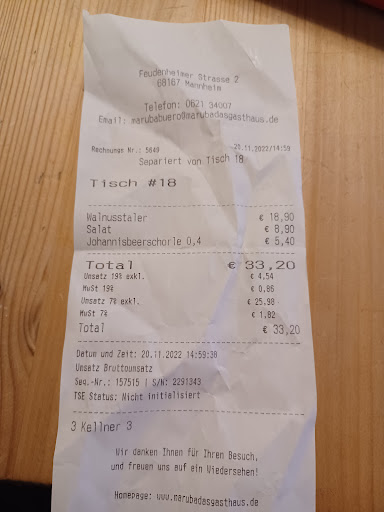 Feudenheimer Strasse 2
68167 Mannheim
Telefon: 0621 34007
Email: marubabuero@marubadasgasthaus.de
Rechnungs Nr.: 5649 20.11.2022/14:59
Separiert von Tisch 18
Tisch #18
Walnusstaler € 18,90
Salat € 8,90
Johannisbeerschorle 0,4 € 5,40
Total € 33,20
Umsatz 19% exkl. € 4,54
MwSt 19% € 0,86
Umsatz 7% exkl. € 25,98
MwSt 7% € 1,82
Total € 33,20
Datum und Zeit: 20.11.2022 14:59:38
Umsatz Bruttoumsatz
Seq.-Nr.: 157515 | S/N: 2291343
TSE Status: Nicht initialisiert
3 Kellner 3
Wir danken Ihnen für Ihren Besuch,
und freuen uns auf ein Wiedersehen!
Homepage: www.marubadasgasthaus.de